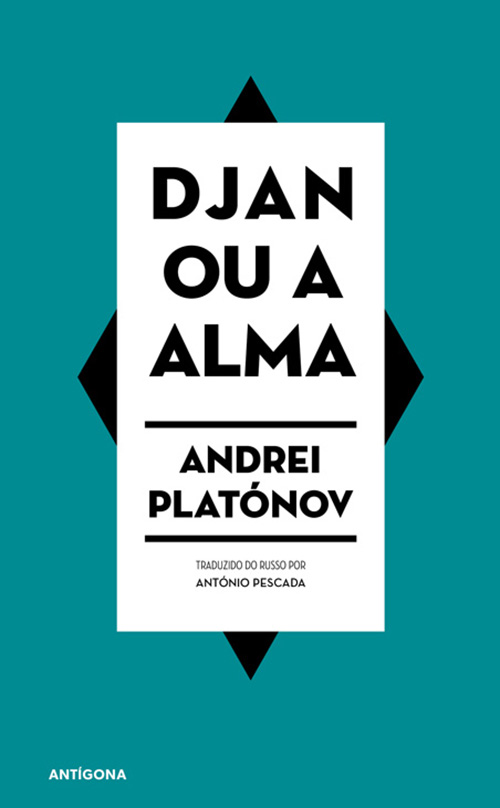 DJAN
OU A
ALMA
ANDREI
PLATÓNOV
TRADUZIDO DO RUSSO POR
ANTÓNIO PESCADA
ANTÍGONA